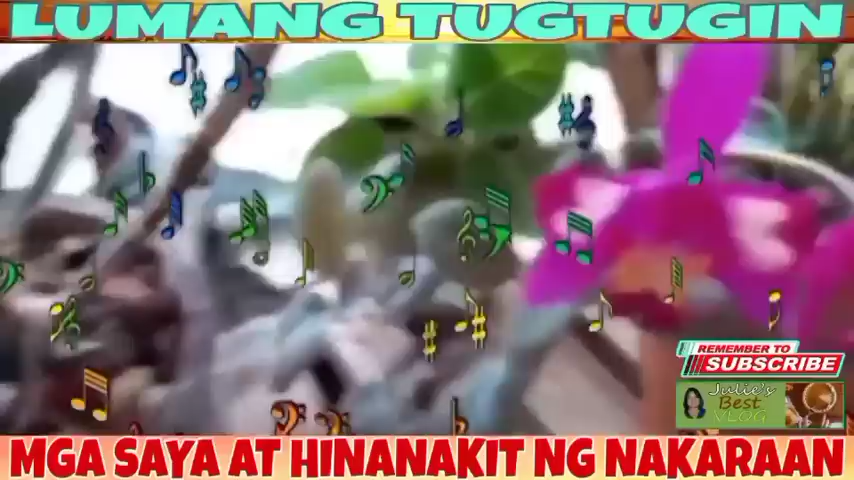 LUMANG TUGTUGIN
REMEMBER TO
SUBSCRIBE
Julie's
Best
VLOG
MGA SAYA AT HINANAKIT NG NAKARAAN